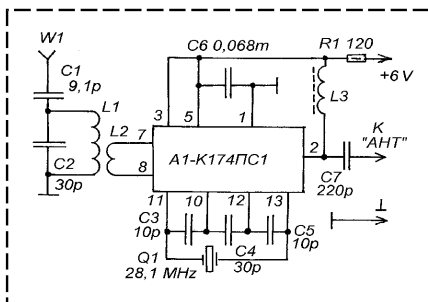 W1
C1
9,1p
L1
L2
C2
30p
C6 0,068m
R1 120
+6 V
L3
3
5
1
7
8
A1-К174ПС1
2
К
"АНТ"
C7
220p
11
10
12
13
C3
10p
C5
10p
C4
30p
Q1
28,1 MHz